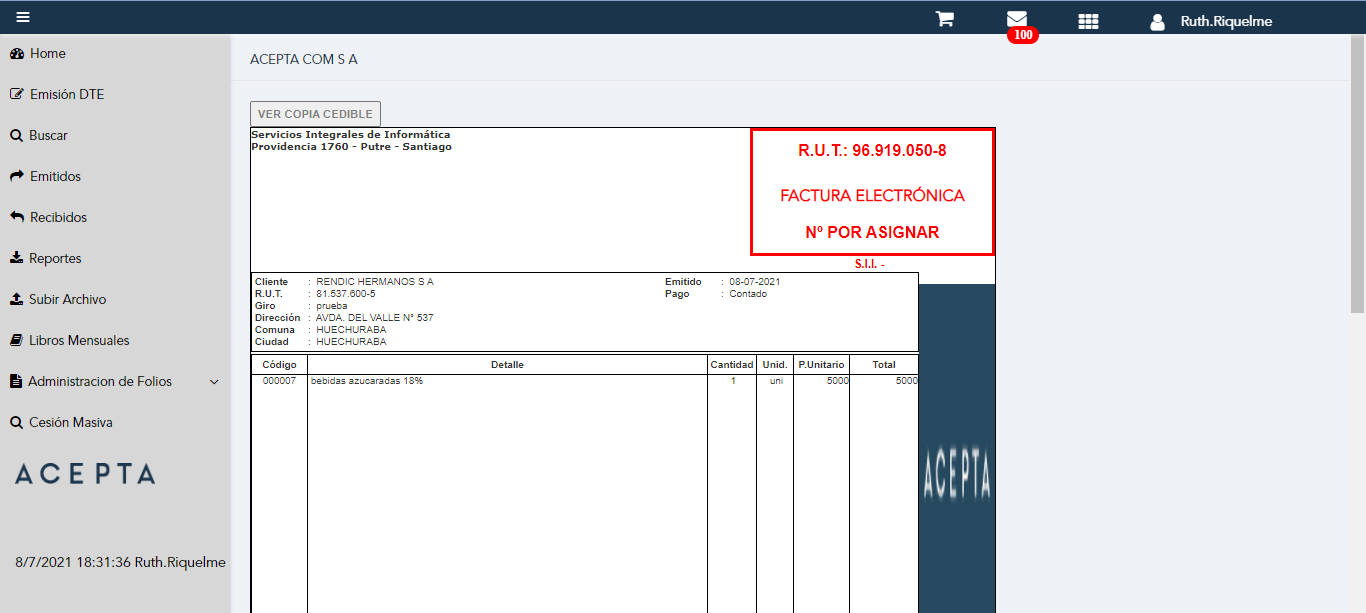 Ruth.Riquelme
100
Home
Emisión DTE
Buscar
Emitidos
Recibidos
Reportes
Subir Archivo
Libros Mensuales
Administracion de Folios
Cesión Masiva
ACEPTA
8/7/2021 18:31:36 Ruth.Riquelme
ACEPTA COM S A
VER COPIA CEDIBLE
Servicios Integrales de Informática
Providencia 1760 - Putre - Santiago
R.U.T.: 96.919.050-8
FACTURA ELECTRÓNICA
Nº POR ASIGNAR
S.I.I. -
Cliente : RENDIC HERMANOS S A Emitido : 08-07-2021
R.U.T. : 81.537.600-5 Pago : Contado
Giro : prueba
Dirección : AVDA. DEL VALLE N° 537
Comuna : HUECHURABA
Ciudad : HUECHURABA
Código Detalle Cantidad Unid. P.Unitario Total
000007 bebidas azucaradas 18% 1 uni 5000 5000
ACEPTA